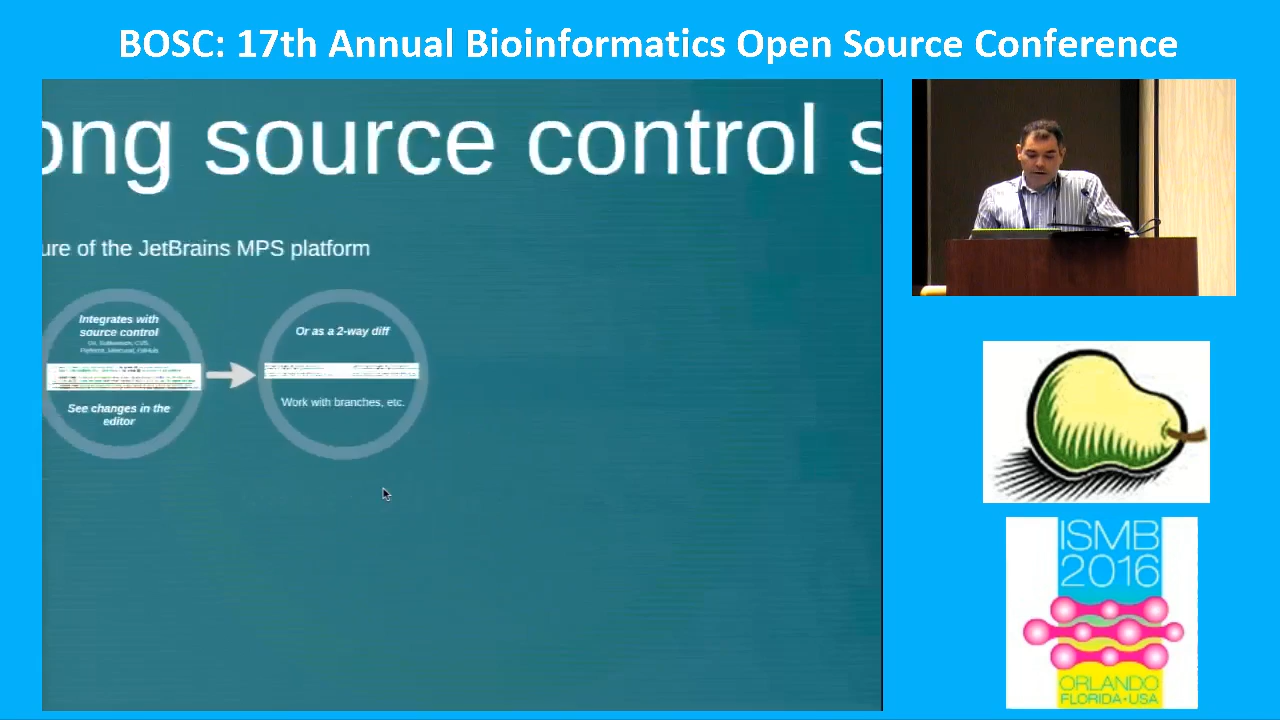 BOSC: 17th Annual Bioinformatics Open Source Conference
ong source control s
ure of the JetBrains MPS platform
Integrates with
source control
See changes in the
editor
Or as a 2-way diff
Work with branches, etc.
ISMB
2016
ORLANDO
FLORIDA•USA